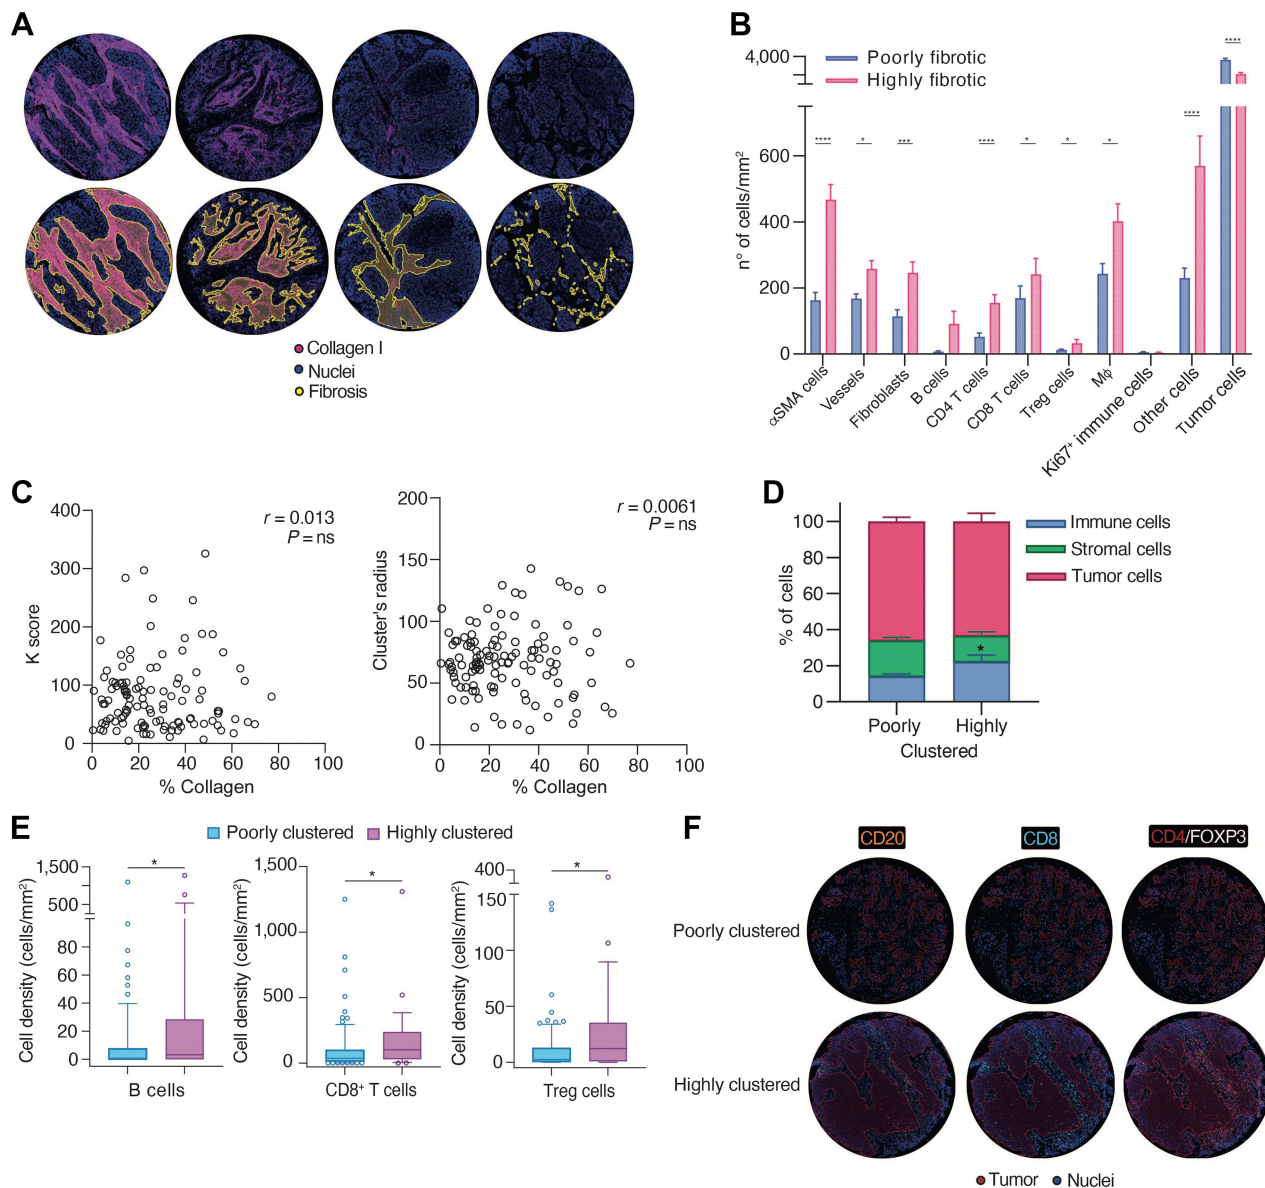 A
Collagen I
Nuclei
Fibrosis
B
Poorly fibrotic
Highly fibrotic
n° of cells/mm²
4,000
600
400
200
0
****
*
***
****
*
*
*
****
****
αSMA cells
Vessels
Fibroblasts
B cells
CD4 T cells
CD8 T cells
Treg cells
Mϕ
Ki67⁺ immune cells
Other cells
Tumor cells
C
K score
400
300
200
100
0
r = 0.013
P = ns
0 20 40 60 80 100
% Collagen
Cluster's radius
200
150
100
50
0
r = 0.0061
P = ns
0 20 40 60 80 100
% Collagen
D
% of cells
100
80
60
40
20
0
*
Immune cells
Stromal cells
Tumor cells
Poorly Highly
Clustered
E
Poorly clustered
Highly clustered
Cell density (cells/mm²)
1,500
500
80
60
40
20
0
*
B cells
Cell density (cells/mm²)
1,500
1,000
500
0
*
CD8⁺ T cells
Cell density (cells/mm²)
400
150
100
50
0
*
Treg cells
F
CD20
CD8
CD4/FOXP3
Poorly clustered
Highly clustered
Tumor
Nuclei